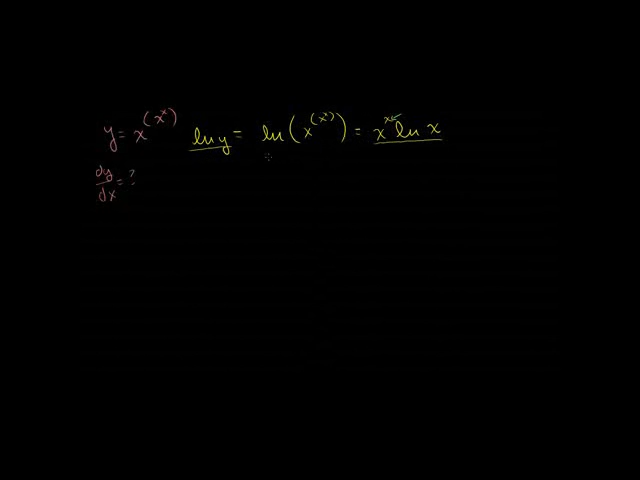 y = x^(x^x) ln y = ln(x^(x^x)) = x^x ln x
dy/dx = ?